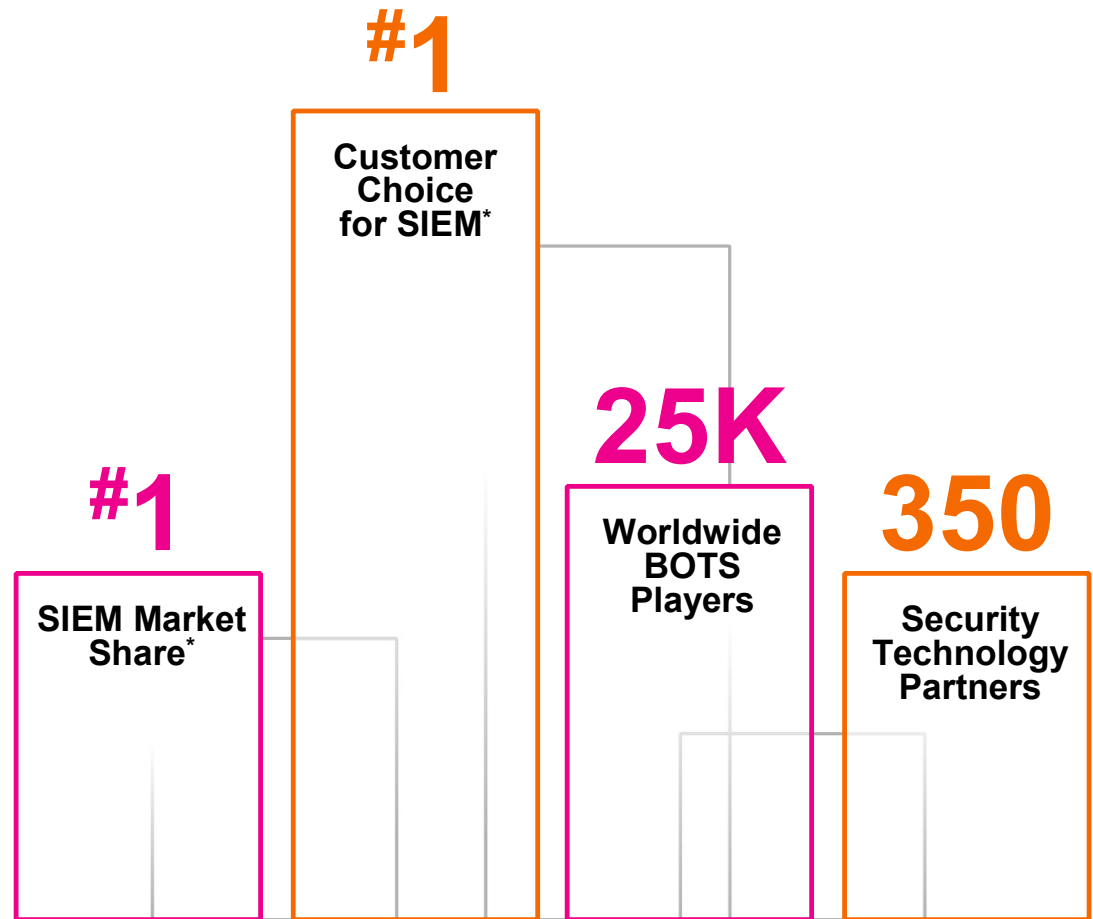 #1
Customer
Choice
for SIEM*
25K
Worldwide
BOTS
Players
#1
SIEM Market
Share*
350
Security
Technology
Partners